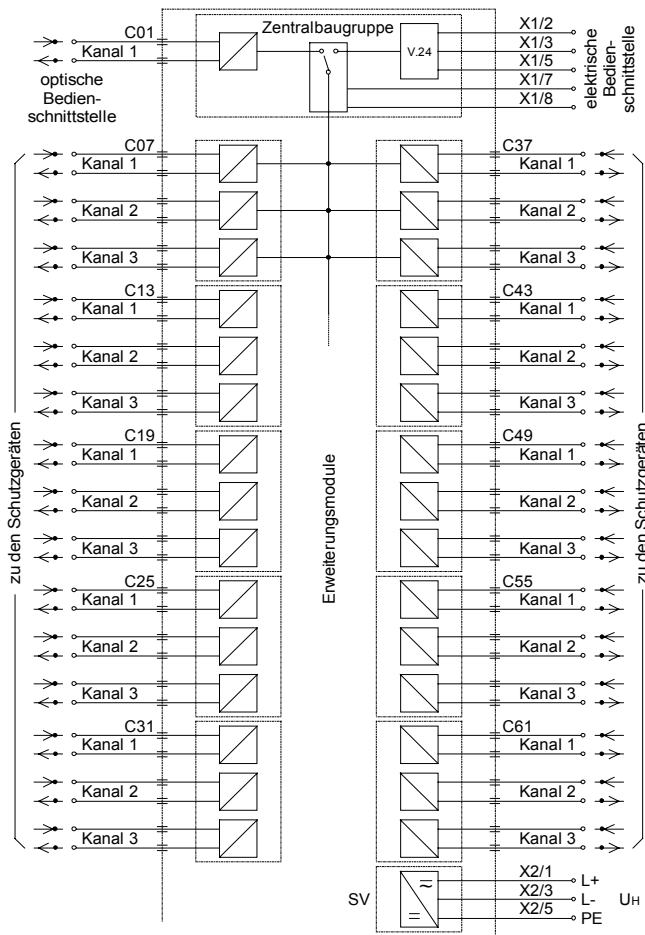 C01
Kanal 1
optische
Bedien-
schnittstelle
Zentralbaugruppe
V.24
X1/2
X1/3
X1/5
X1/7
X1/8
elektrische
Bedien-
schnittstelle
zu den Schutzgeräten
C07
Kanal 1
Kanal 2
Kanal 3
C13
Kanal 1
Kanal 2
Kanal 3
C19
Kanal 1
Kanal 2
Kanal 3
C25
Kanal 1
Kanal 2
Kanal 3
C31
Kanal 1
Kanal 2
Kanal 3
Erweiterungsmodule
C37
Kanal 1
Kanal 2
Kanal 3
C43
Kanal 1
Kanal 2
Kanal 3
C49
Kanal 1
Kanal 2
Kanal 3
C55
Kanal 1
Kanal 2
Kanal 3
C61
Kanal 1
Kanal 2
Kanal 3
zu den Schutzgeräten
SV
X2/1 L+
X2/3 L- UH
X2/5 PE